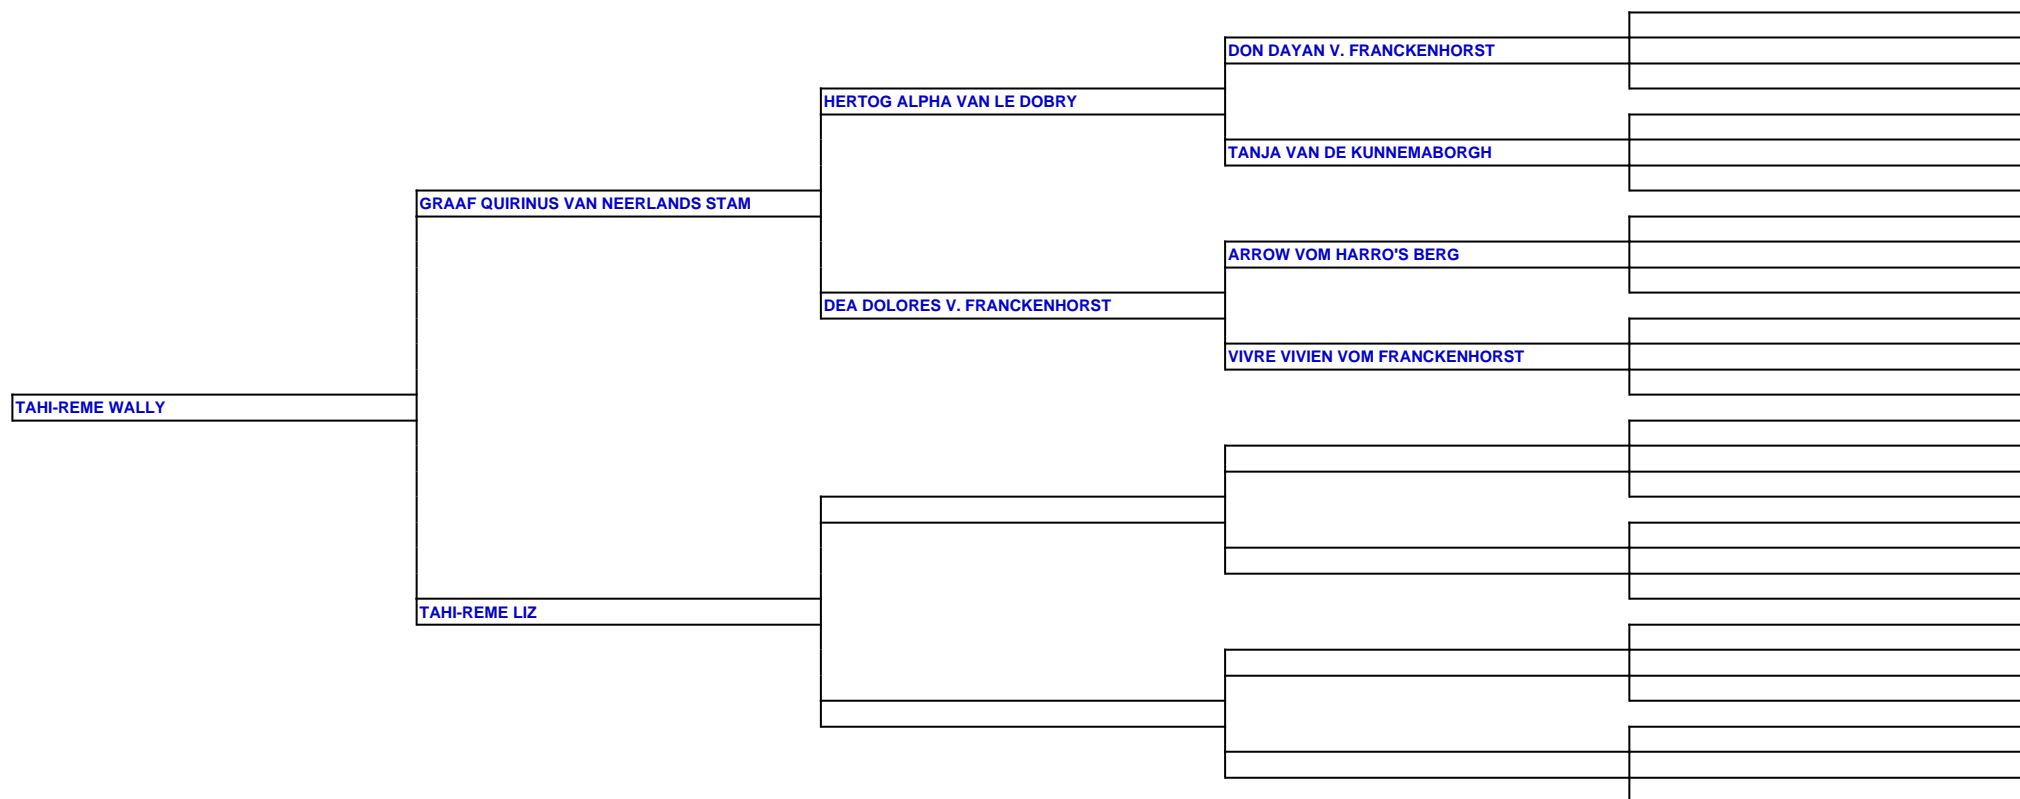 DON DAYAN V. FRANCKENHORST
HERTOG ALPHA VAN LE DOBRY
TANJA VAN DE KUNNEMABORGH
GRAAF QUIRINUS VAN NEERLANDS STAM
ARROW VOM HARRO'S BERG
DEA DOLORES V. FRANCKENHORST
VIVRE VIVIEN VOM FRANCKENHORST
TAHI-REME WALLY
TAHI-REME LIZ